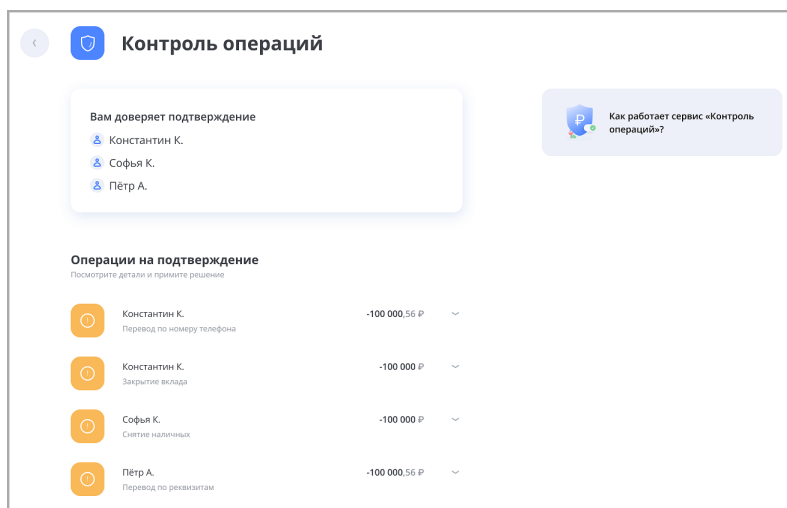 Контроль операций
Вам доверяет подтверждение
Константин К.
Софья К.
Пётр А.
Как работает сервис «Контроль
операций»?
₽
Операции на подтверждение
Посмотрите детали и примите решение
Константин К.
-100 000,56 ₽
Перевод по номеру телефона
Константин К.
-100 000 ₽
Закрытие вклада
Софья К.
-100 000 ₽
Снятие наличных
Пётр А.
-100 000,56 ₽
Перевод по реквизитам